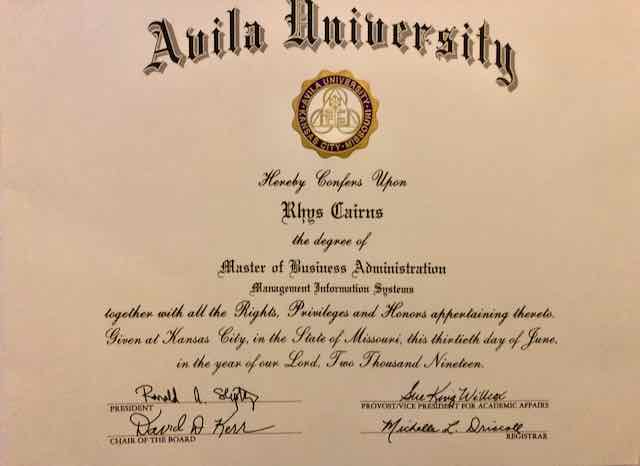 Avila University
AVILA UNIVERSITY
KANSAS CITY, MISSOURI
Hereby Confers Upon
Rhys Cairns
the degree of
Master of Business Administration
Management Information Systems
together with all the Rights, Privileges and Honors appertaining thereto.
Given at Kansas City, in the State of Missouri, this thirtieth day of June,
in the year of our Lord, Two Thousand Nineteen.
Ronald A. Sue King Willcox
PRESIDENT PROVOST/VICE PRESIDENT FOR ACADEMIC AFFAIRS
David D Kerr Michelle L. Driscoll
CHAIR OF THE BOARD REGISTRAR